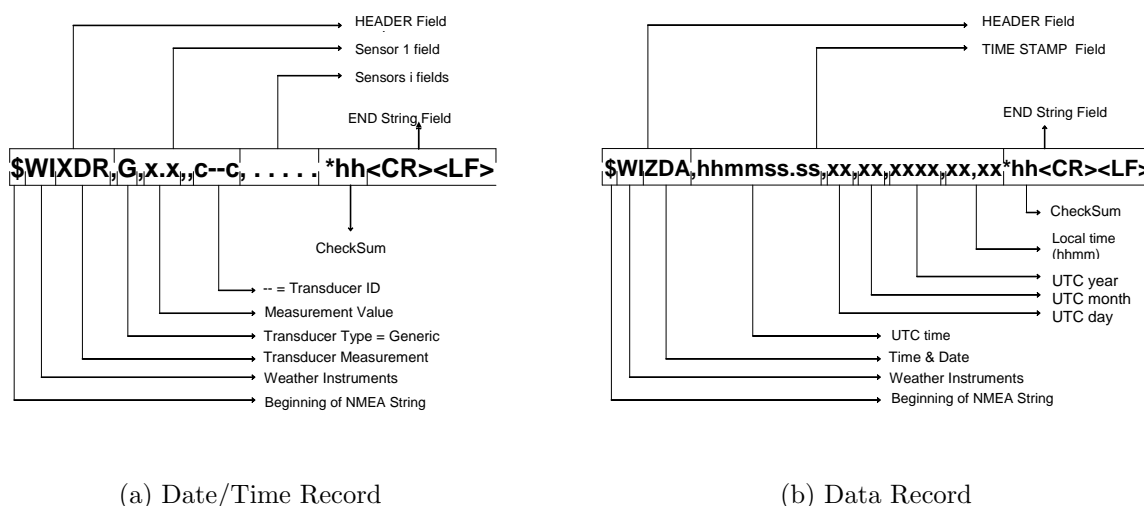 HEADER Field
Sensor 1 field
Sensors i fields
END String Field
$WIXDR,G,x.x,,c--c, . . . . . *hh<CR><LF>
CheckSum
-- = Transducer ID
Measurement Value
Transducer Type = Generic
Transducer Measurement
Weather Instruments
Beginning of NMEA String
(a) Date/Time Record
HEADER Field
TIME STAMP Field
END String Field
$WIZDA,hhmmss.ss,xx,xx,xxxx,xx,xx*hh<CR><LF>
CheckSum
Local time
(hhmm)
UTC year
UTC month
UTC day
UTC time
Time & Date
Weather Instruments
Beginning of NMEA String
(b) Data Record